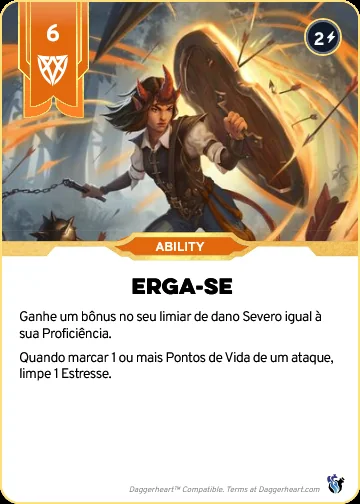 6
2
ABILITY
ERGA-SE
Ganhe um bônus no seu limiar de dano Severo igual à
sua Proficiência.
Quando marcar 1 ou mais Pontos de Vida de um ataque,
limpe 1 Estresse.
Daggerheart™ Compatible. Terms at Daggerheart.com